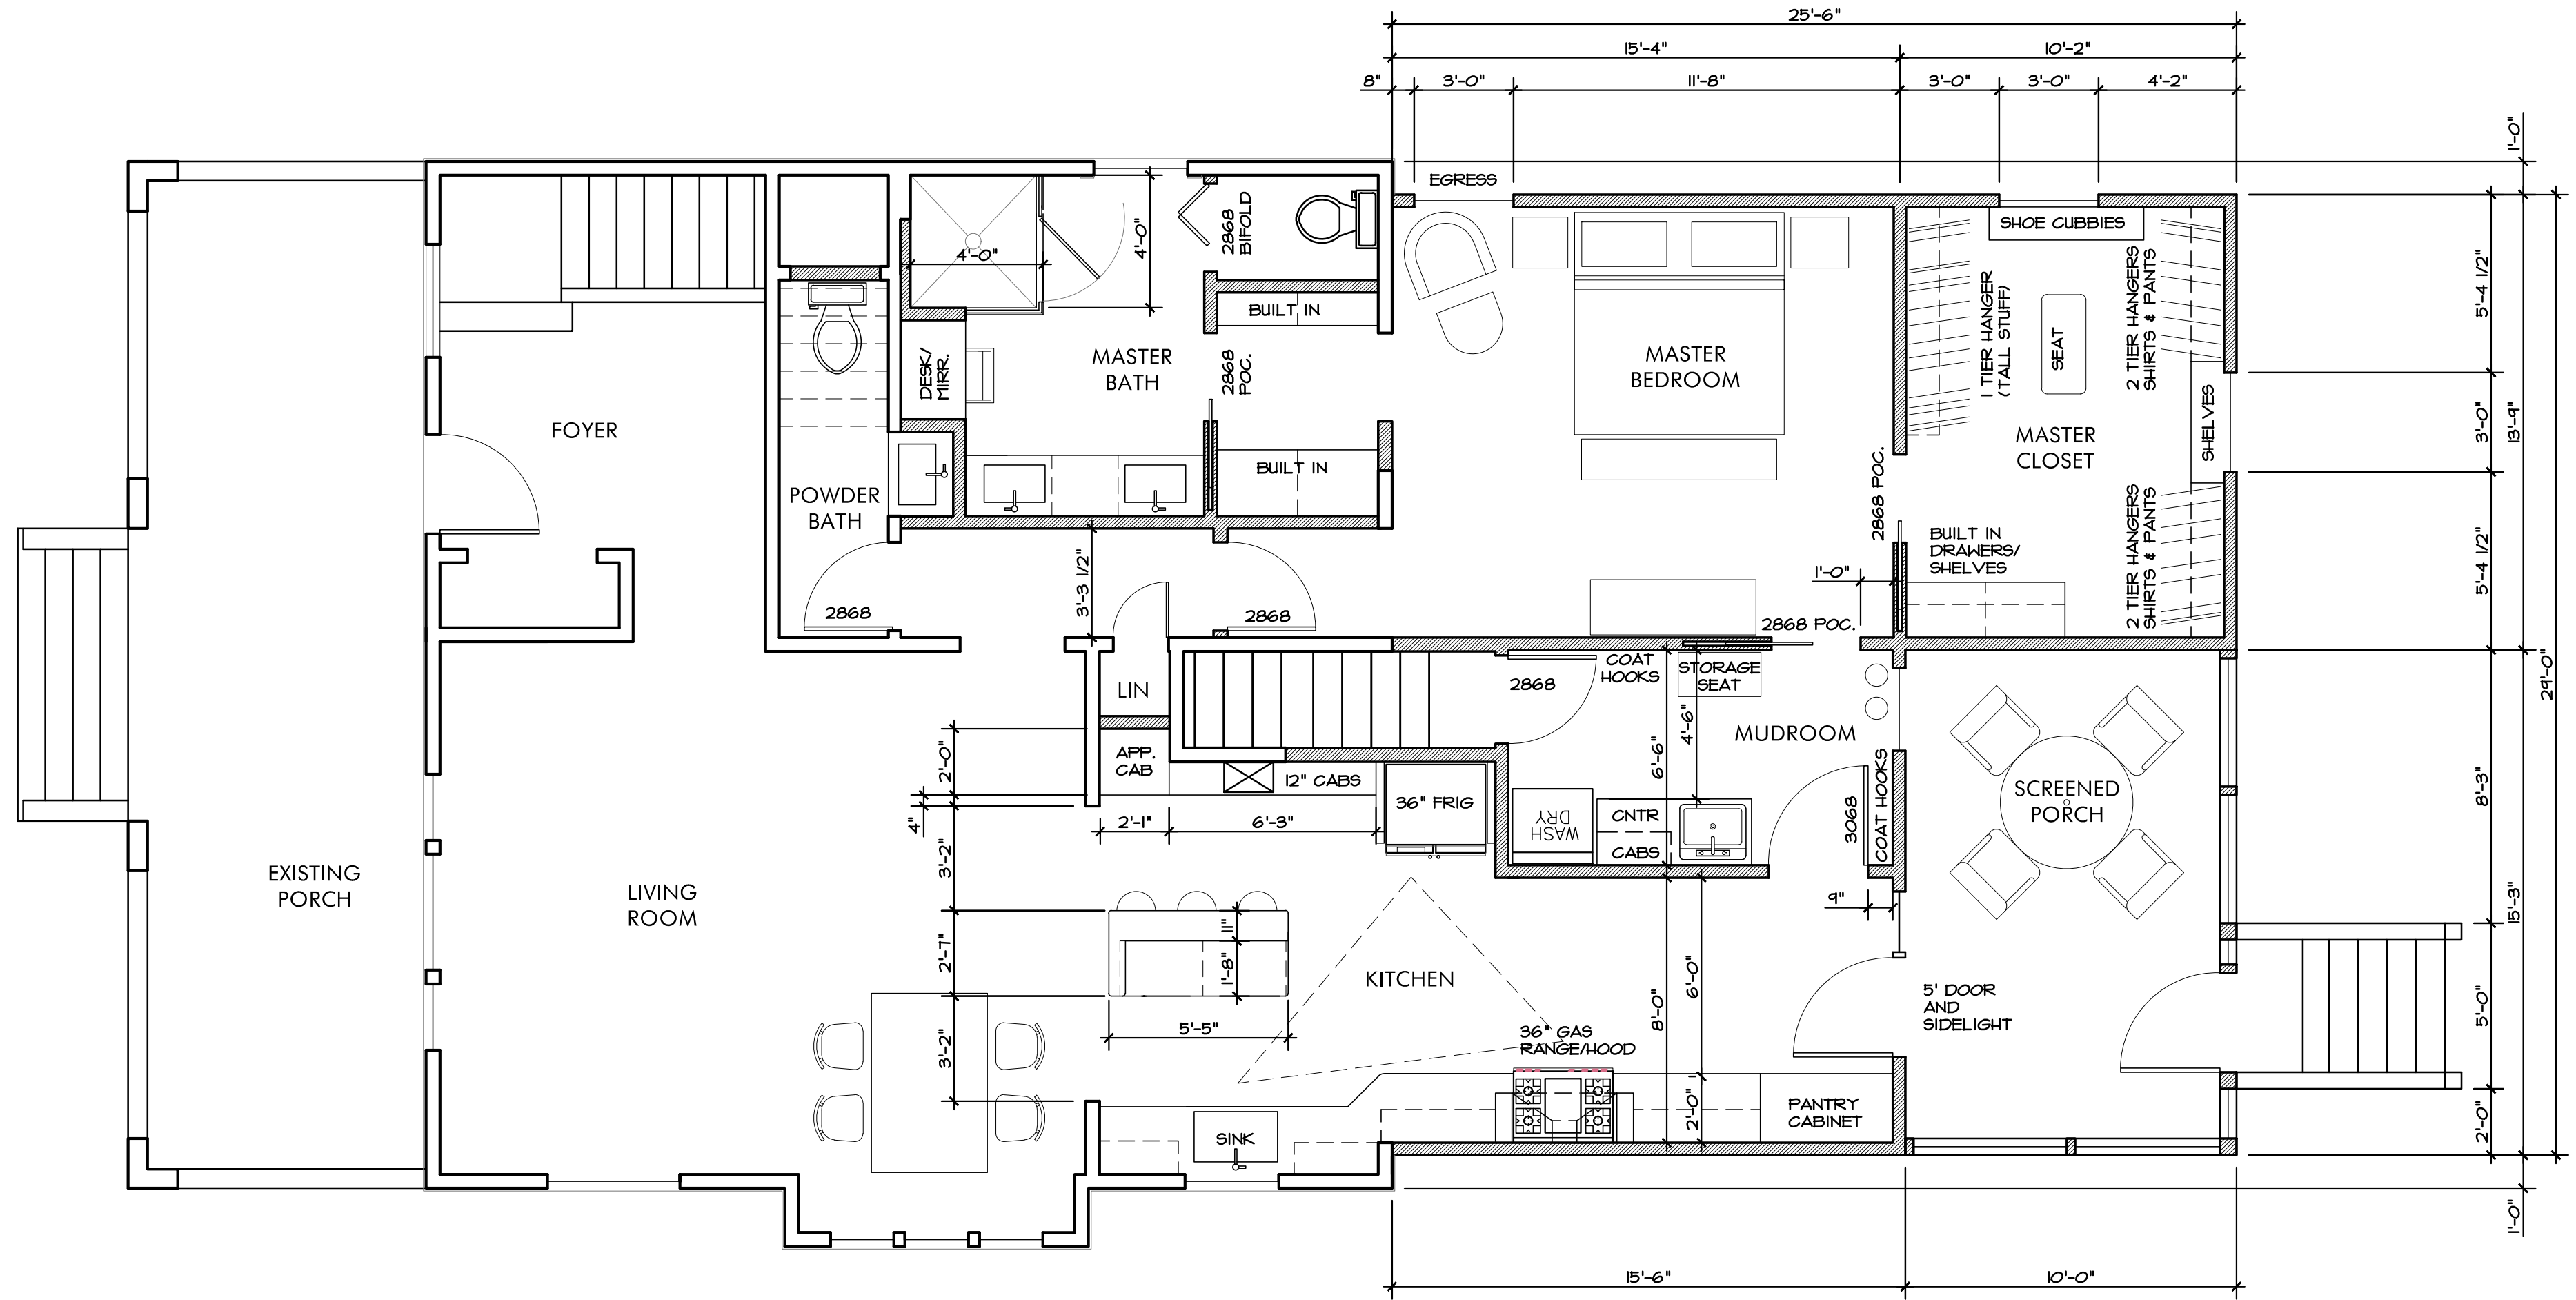 25'-6"
15'-4"
10'-2"
8"
3'-0"
11'-8"
3'-0"
3'-0"
4'-2"
1'-0"
EGRESS
2868
BIFOLD
4'-0"
4'-0"
SHOE CUBBIES
BUILT IN
1 TIER HANGER
(TALL STUFF)
SEAT
2 TIER HANGERS
SHIRTS & PANTS
5'-4 1/2"
DESK/
MIRR.
MASTER
BATH
2868
POC.
MASTER
BEDROOM
FOYER
MASTER
CLOSET
SHELVES
3'-0"
13'-9"
BUILT IN
POWDER
BATH
2868 POC.
BUILT IN
DRAWERS/
SHELVES
2 TIER HANGERS
SHIRTS & PANTS
5'-4 1/2"
3'-3 1/2"
1'-0"
2868
2868
2868 POC.
LIN
2868
COAT
HOOKS
STORAGE
SEAT
29'-0"
MUDROOM
4'-6"
6'-6"
2'-0"
APP.
CAB
12" CABS
36" FRIG
WASH
DRY
CNTR
CABS
3068
COAT HOOKS
SCREENED
PORCH
8'-3"
4"
2'-1"
6'-3"
3'-2"
EXISTING
PORCH
LIVING
ROOM
9"
15'-3"
11"
2'-7"
1'-8"
KITCHEN
6'-0"
8'-0"
5' DOOR
AND
SIDELIGHT
5'-0"
5'-5"
3'-2"
36" GAS
RANGE/HOOD
2'-0"
PANTRY
CABINET
SINK
2'-0"
1'-0"
15'-6"
10'-0"